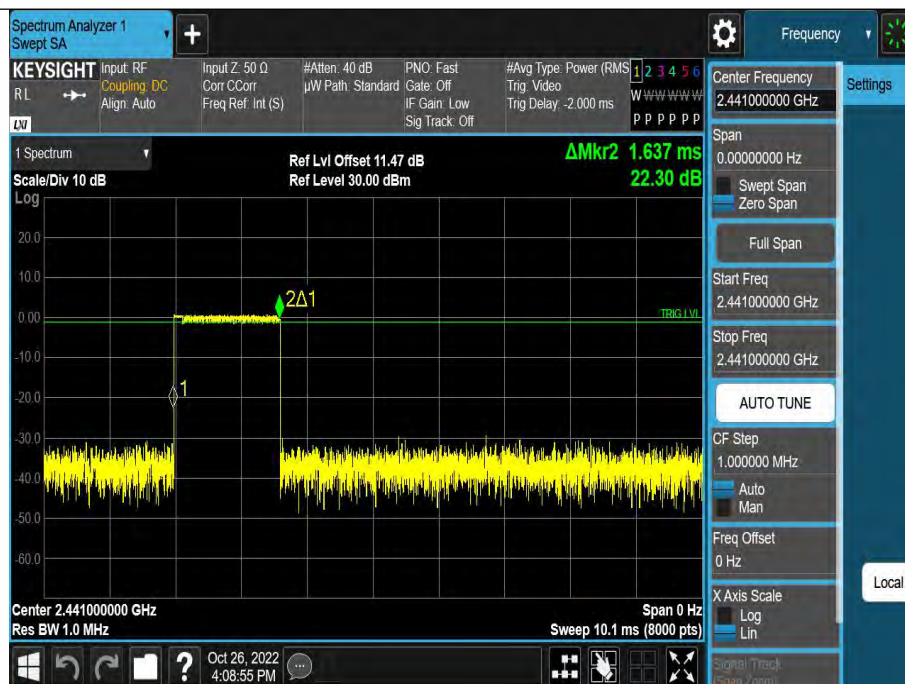 Spectrum Analyzer 1
Swept SA
+
Frequency
KEYSIGHT
RL
LXI
Input: RF
Coupling: DC
Align: Auto
Input Z: 50 Ω
Corr CCorr
Freq Ref: Int (S)
#Atten: 40 dB
µW Path: Standard
PNO: Fast
Gate: Off
IF Gain: Low
Sig Track: Off
#Avg Type: Power (RMS
Trig: Video
Trig Delay: -2.000 ms
1 2 3 4 5 6
W W W W W W
P P P P P P
1 Spectrum
Scale/Div 10 dB
Log
Ref Lvl Offset 11.47 dB
Ref Level 30.00 dBm
ΔMkr2 1.637 ms
22.30 dB
20.0
10.0
0.00
-10.0
-20.0
-30.0
-40.0
-50.0
-60.0
2Δ1
1
TRIG LVL
Center 2.441000000 GHz
Res BW 1.0 MHz
Span 0 Hz
Sweep 10.1 ms (8000 pts)
Oct 26, 2022
4:08:55 PM
?
Center Frequency
2.441000000 GHz
Span
0.00000000 Hz
Swept Span
Zero Span
Full Span
Start Freq
2.441000000 GHz
Stop Freq
2.441000000 GHz
AUTO TUNE
CF Step
1.000000 MHz
Auto
Man
Freq Offset
0 Hz
X Axis Scale
Log
Lin
Signal Track
(Span Zoom)
Settings
Local